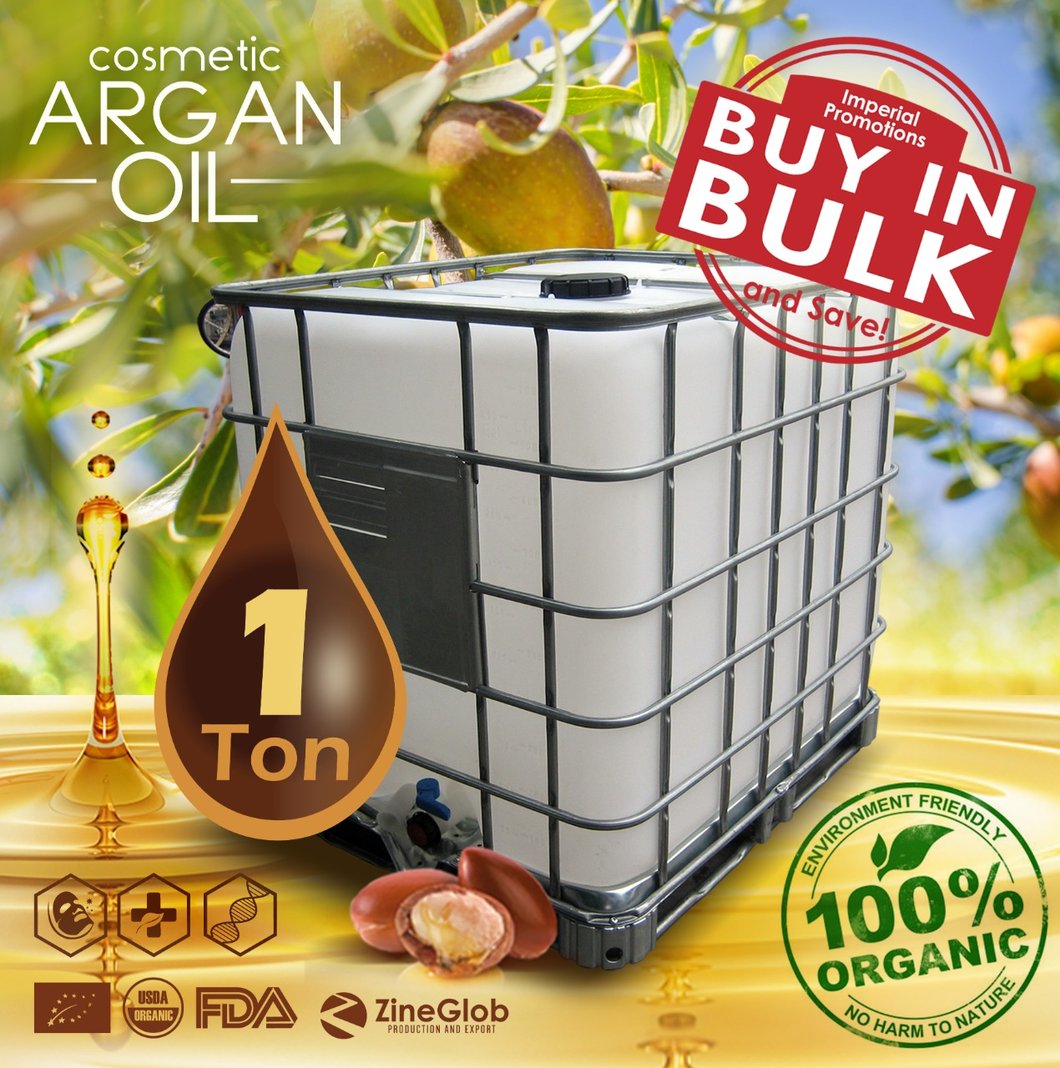 cosmetic
ARGAN
OIL
Imperial
Promotions
BUY IN
BULK
and Save!
1
Ton
ENVIRONMENT FRIENDLY
100%
ORGANIC
NO HARM TO NATURE
USDA
ORGANIC
FDA
ZineGlob
PRODUCTION AND EXPORT